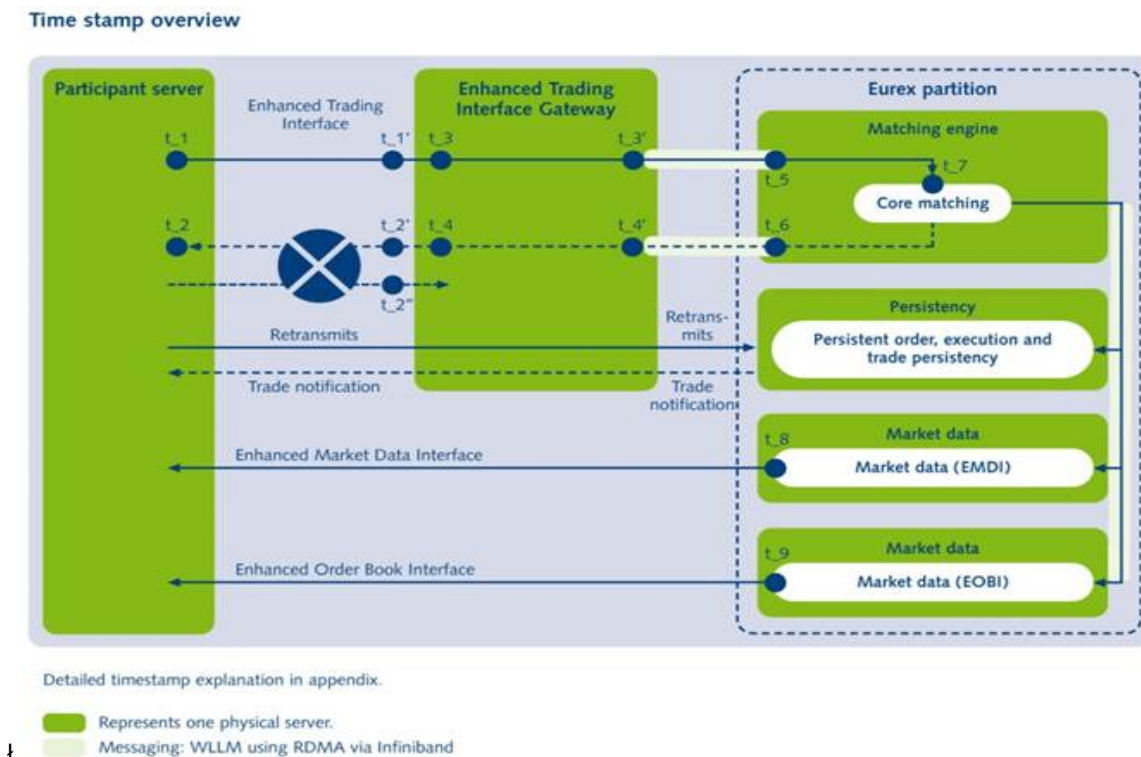 Time stamp overview
Participant server
Enhanced Trading
Interface
Enhanced Trading
Interface Gateway
Eurex partition
Matching engine
t_1
t_1'
t_3
t_3'
t_5
t_7
Core matching
t_2
t_2'
t_4
t_4'
t_6
t_2"
Retransmits
Retrans-
mits
Persistency
Persistent order, execution and
trade persistency
Trade notification
Trade
notification
Market data
t_8
Enhanced Market Data Interface
Market data (EMDI)
Market data
t_9
Enhanced Order Book Interface
Market data (EOBI)
Detailed timestamp explanation in appendix.
Represents one physical server.
Messaging: WLLM using RDMA via Infiniband